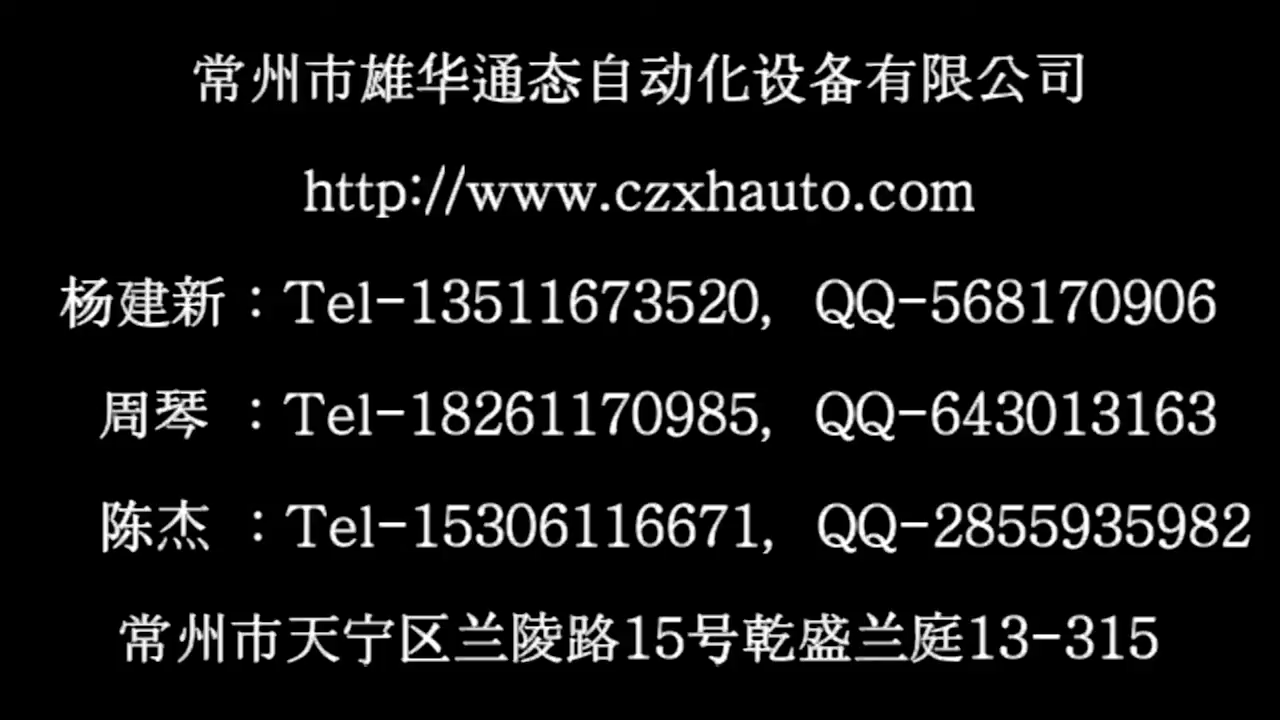 常州市雄华通态自动化设备有限公司
http://www.czxhauto.com
杨建新：Tel-13511673520, QQ-568170906
周琴 ：Tel-18261170985, QQ-643013163
陈杰 ：Tel-15306116671, QQ-2855935982
常州市天宁区兰陵路15号乾盛兰庭13-315